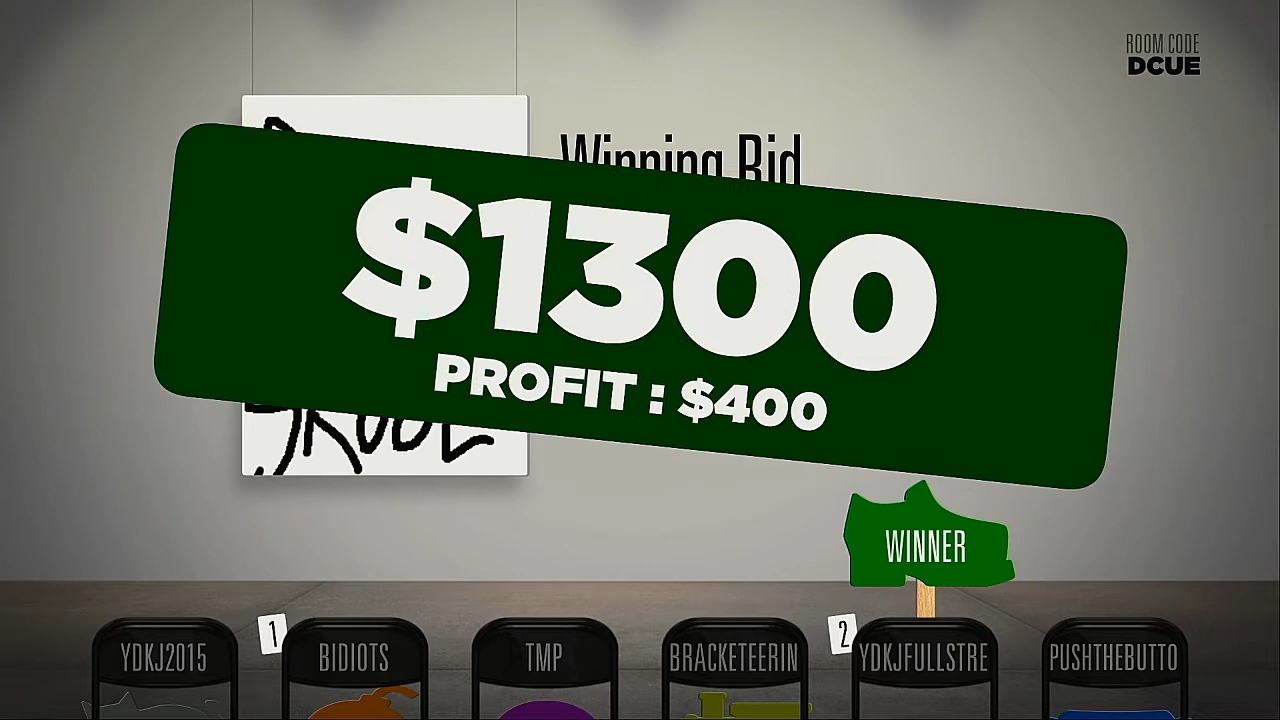 ROOM CODE
DCUE
Winning Bid
$1300
PROFIT : $400
WINNER
1
2
YDKJ2015
BIDIOTS
TMP
BRACKETEERIN
YDKJFULLSTRE
PUSHTHEBUTTO